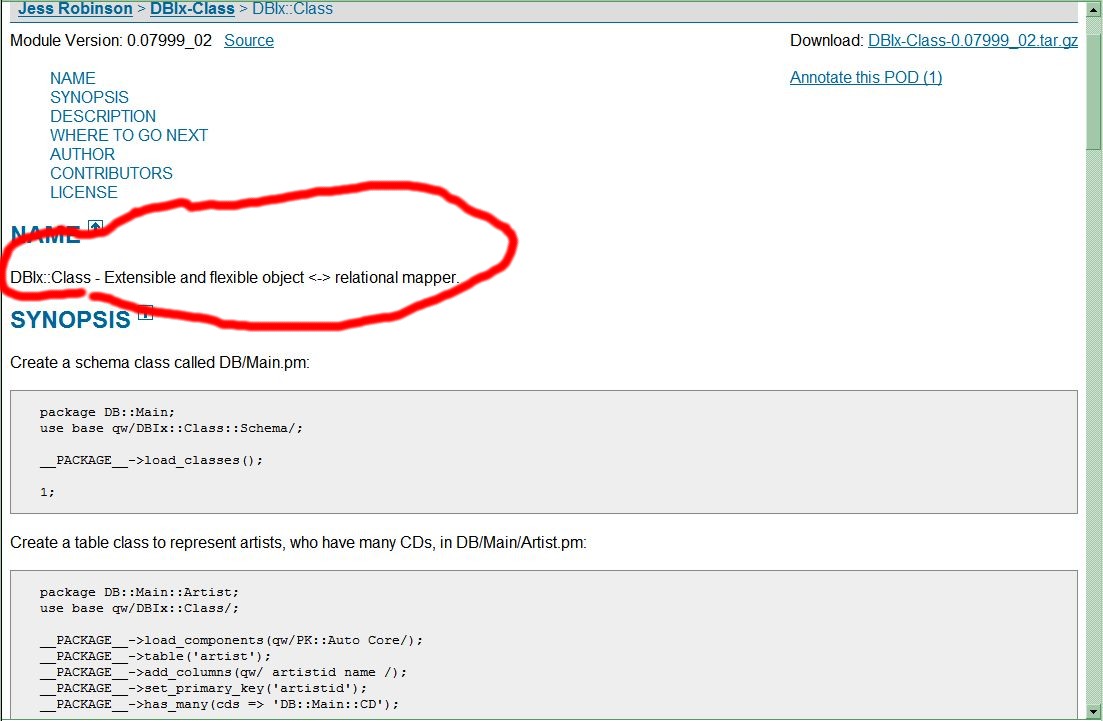 Jess Robinson > DBIx-Class > DBIx::Class
Module Version: 0.07999_02 Source Download: DBIx-Class-0.07999_02.tar.gz
Annotate this POD (1)
NAME
SYNOPSIS
DESCRIPTION
WHERE TO GO NEXT
AUTHOR
CONTRIBUTORS
LICENSE
NAME
DBIx::Class - Extensible and flexible object <-> relational mapper.
SYNOPSIS
Create a schema class called DB/Main.pm:
package DB::Main;
use base qw/DBIx::Class::Schema/;
__PACKAGE__->load_classes();
1;
Create a table class to represent artists, who have many CDs, in DB/Main/Artist.pm:
package DB::Main::Artist;
use base qw/DBIx::Class/;
__PACKAGE__->load_components(qw/PK::Auto Core/);
__PACKAGE__->table('artist');
__PACKAGE__->add_columns(qw/ artistid name /);
__PACKAGE__->set_primary_key('artistid');
__PACKAGE__->has_many(cds => 'DB::Main::CD');